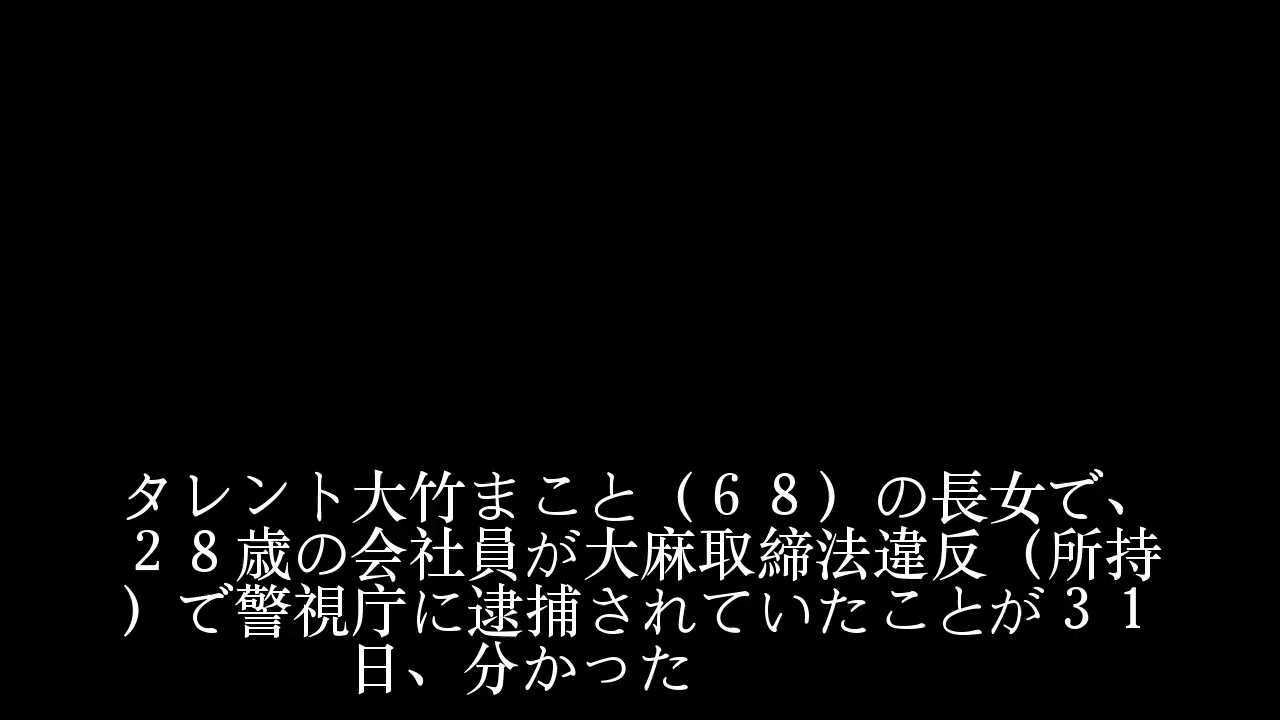 タレント大竹まこと（６８）の長女で、
２８歳の会社員が大麻取締法違反（所持
）で警視庁に逮捕されていたことが３１
日、分かった